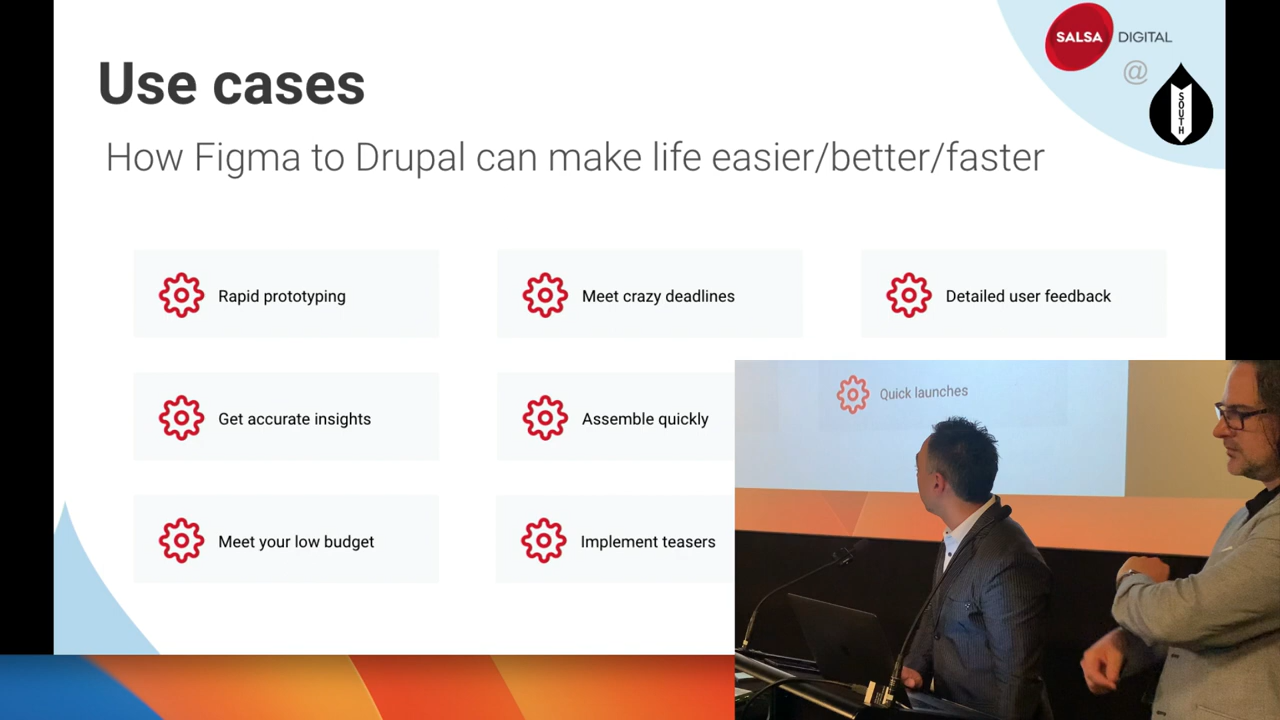 SALSA DIGITAL
@
SOUTH
Use cases
How Figma to Drupal can make life easier/better/faster
Rapid prototyping
Meet crazy deadlines
Detailed user feedback
Get accurate insights
Assemble quickly
Quick launches
Meet your low budget
Implement teasers